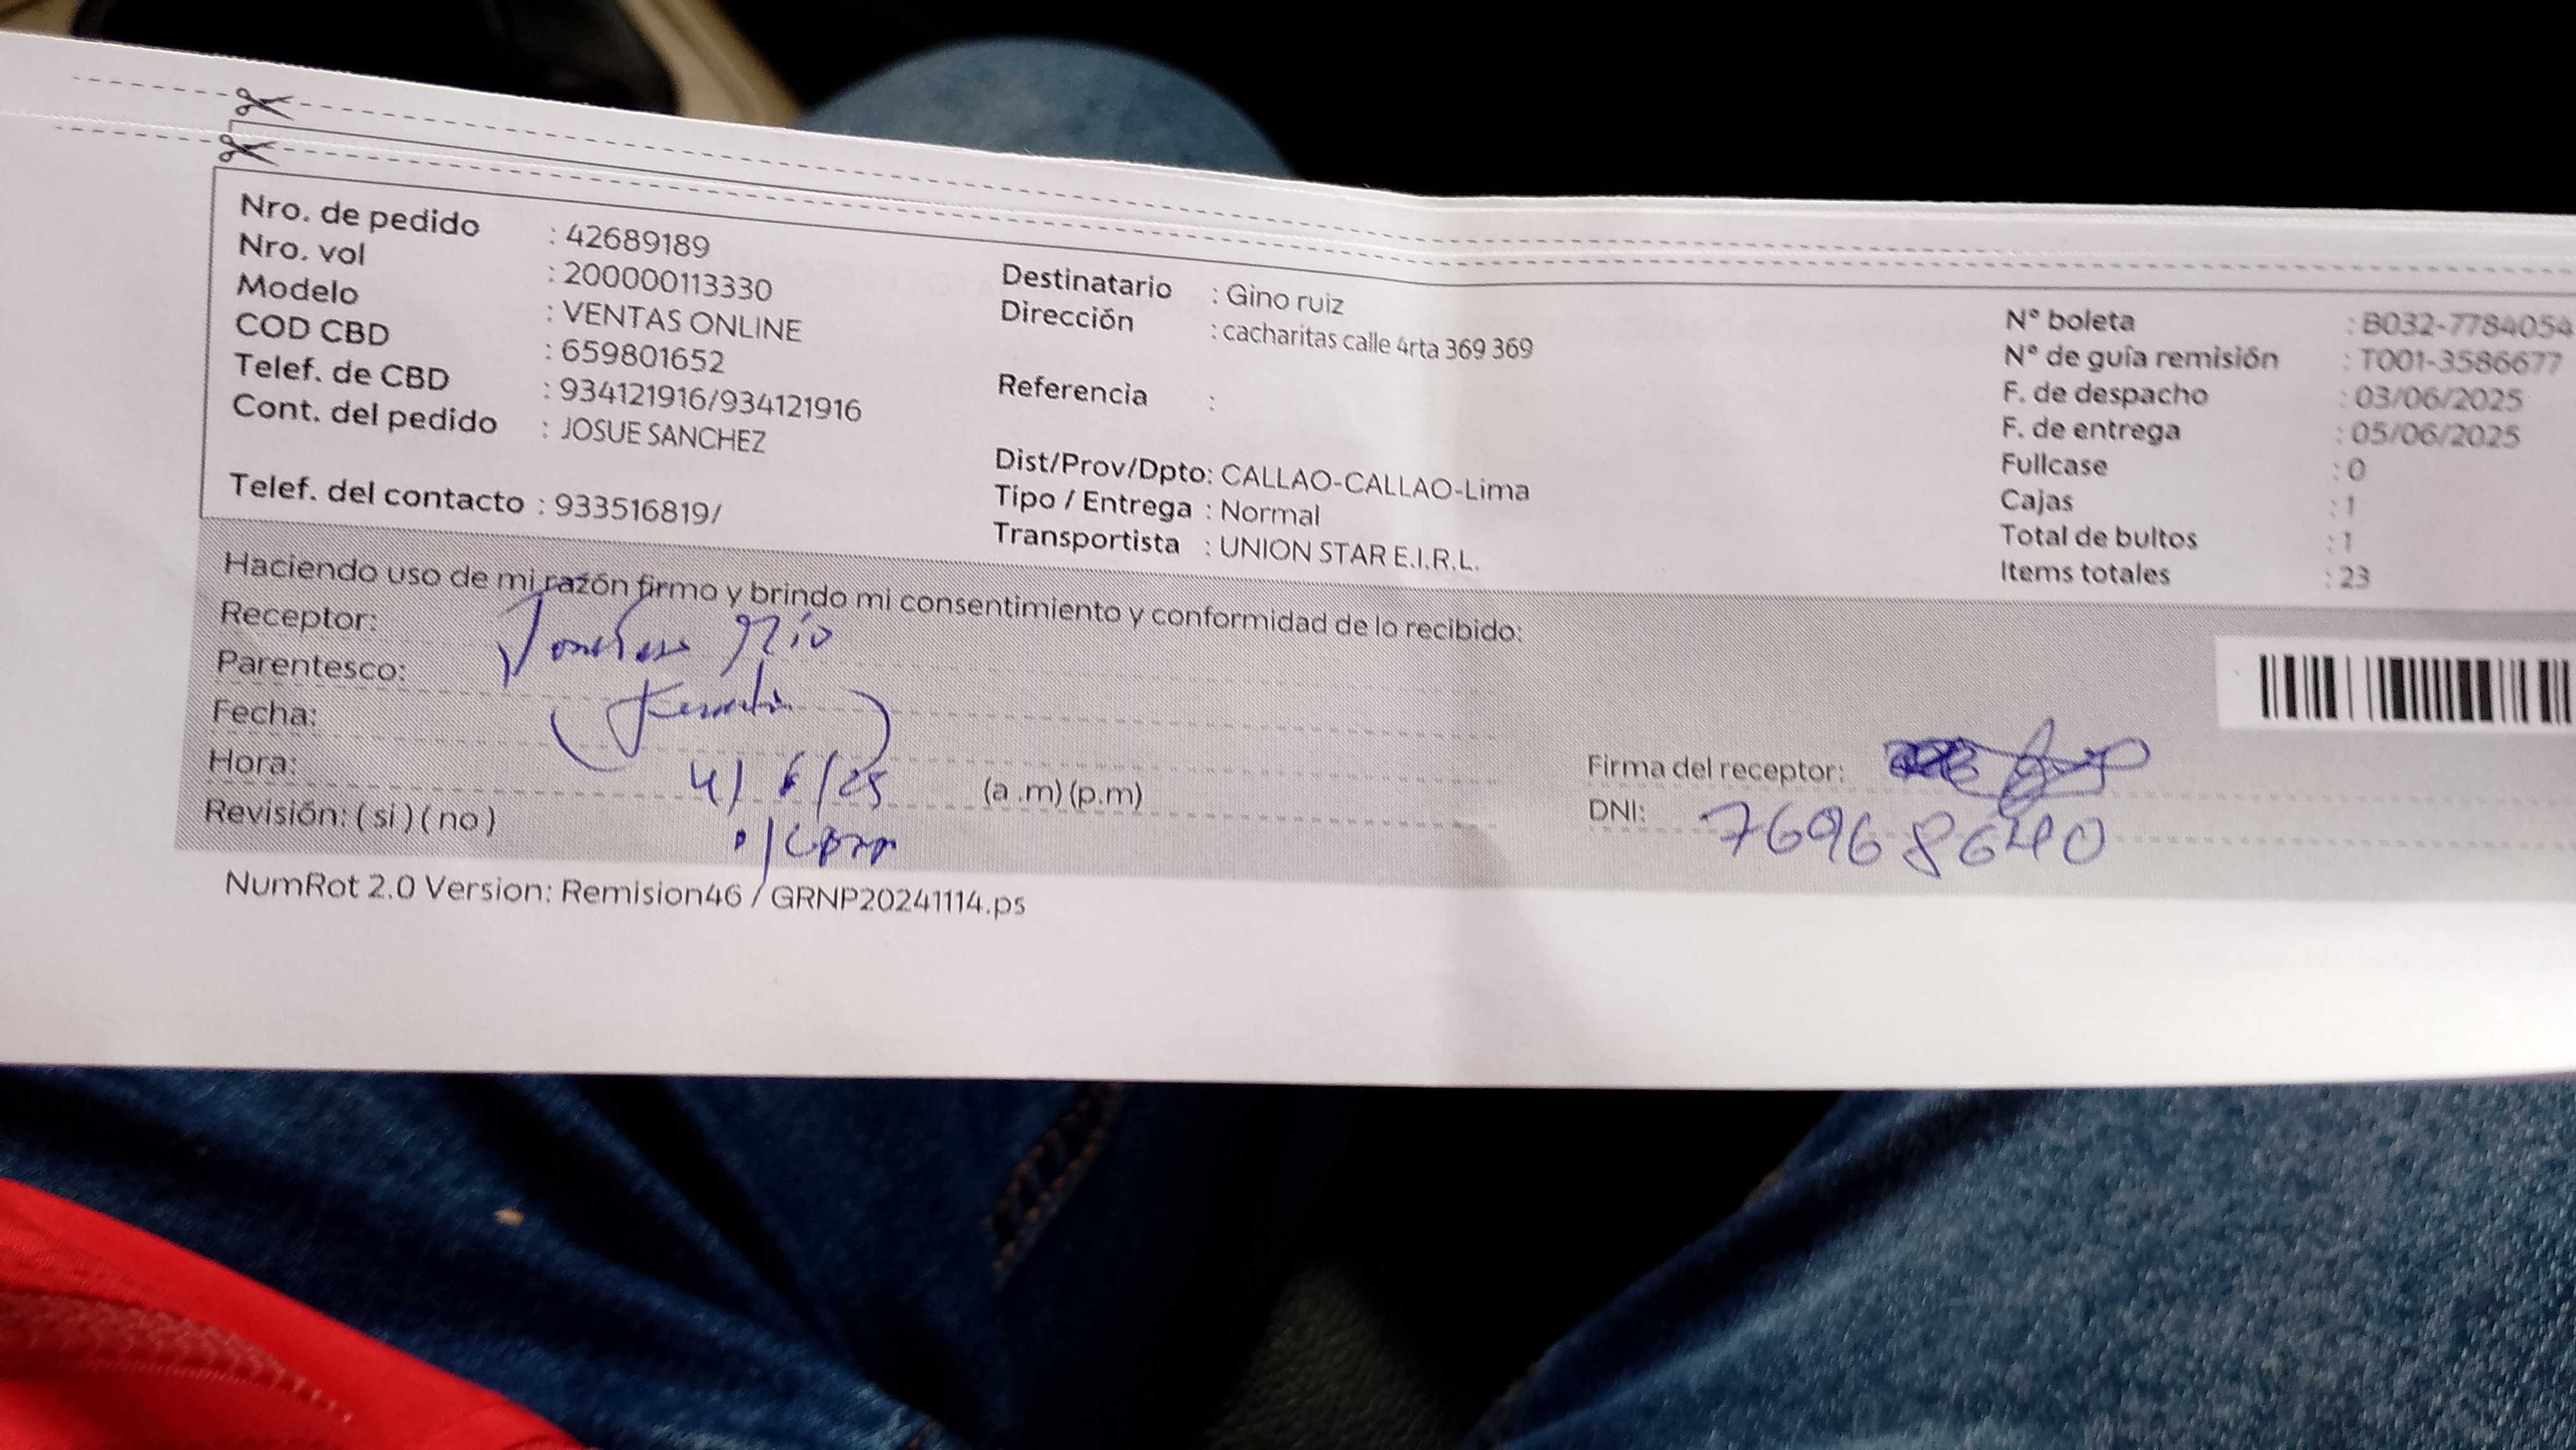 Nro. de pedido : 42689189
Nro. vol : 200000113330
Modelo : VENTAS ONLINE
COD CBD : 659801652
Telef. de CBD : 934121916/934121916
Cont. del pedido : JOSUE SANCHEZ
Telef. del contacto : 933516819/
Destinatario : Gino ruiz
Dirección : cacharitas calle 4rta 369 369
Referencia :
Dist/Prov/Dpto: CALLAO-CALLAO-Lima
Tipo / Entrega : Normal
Transportista : UNION STAR E.I.R.L.
N° boleta : B032-7784054
N° de guía remisión : T001-3586677
F. de despacho : 03/06/2025
F. de entrega : 05/06/2025
Fullcase : 0
Cajas : 1
Total de bultos : 1
Items totales : 23
Haciendo uso de mi razón firmo y brindo mi consentimiento y conformidad de lo recibido:
Receptor:
Parentesco:
Fecha: 4/6/25
Hora: (a .m) (p.m)
Revisión: ( si ) ( no )
Firma del receptor:
DNI: 76968640
NumRot 2.0 Version: Remision46 / GRNP20241114.ps